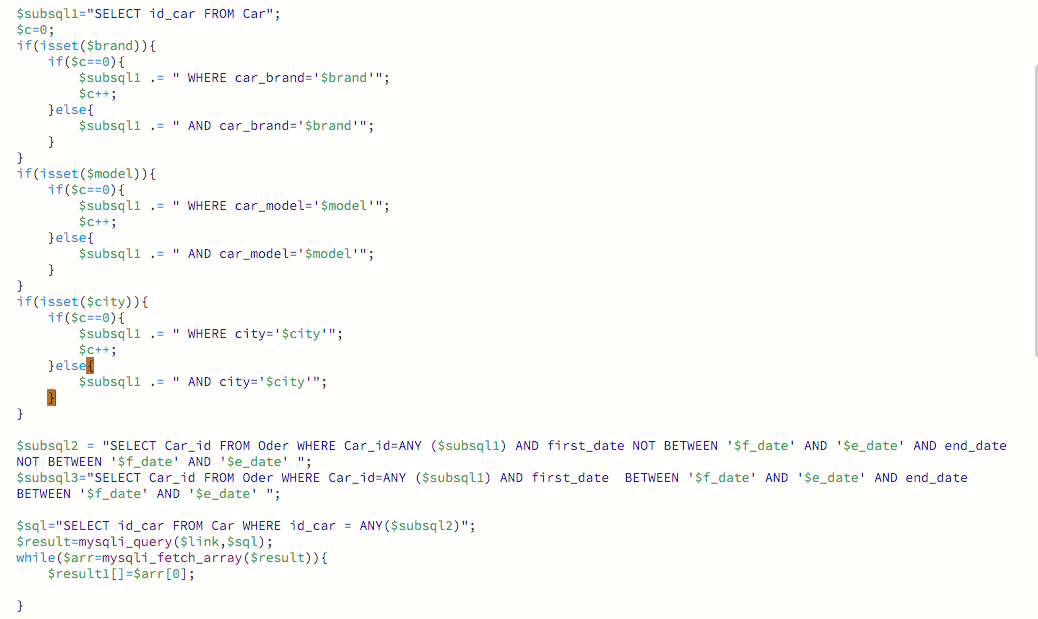 $subsql1="SELECT id_car FROM Car";
$c=0;
if(isset($brand)){
    if($c==0){
        $subsql1 .= " WHERE car_brand='$brand'";
        $c++;
    }else{
        $subsql1 .= " AND car_brand='$brand'";
    }
}
if(isset($model)){
    if($c==0){
        $subsql1 .= " WHERE car_model='$model'";
        $c++;
    }else{
        $subsql1 .= " AND car_model='$model'";
    }
}
if(isset($city)){
    if($c==0){
        $subsql1 .= " WHERE city='$city'";
        $c++;
    }else{
        $subsql1 .= " AND city='$city'";
    }
}
$subsql2 = "SELECT Car_id FROM Oder WHERE Car_id=ANY ($subsql1) AND first_date NOT BETWEEN '$f_date' AND '$e_date' AND end_date
NOT BETWEEN '$f_date' AND '$e_date' ";
$subsql3="SELECT Car_id FROM Oder WHERE Car_id=ANY ($subsql1) AND first_date  BETWEEN '$f_date' AND '$e_date' AND end_date
BETWEEN '$f_date' AND '$e_date' ";
$sql="SELECT id_car FROM Car WHERE id_car = ANY($subsql2)";
$result=mysqli_query($link,$sql);
while($arr=mysqli_fetch_array($result)){
    $result1[]=$arr[0];
}